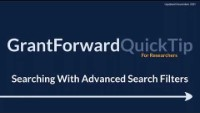 GrantForwardQuickTip
For Researchers
Searching With Advanced Search Filters